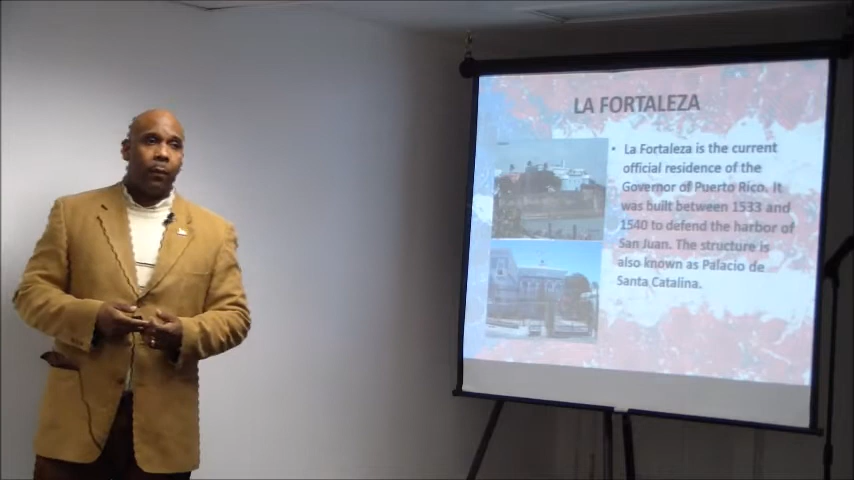 LA FORTALEZA
• La Fortaleza is the current
official residence of the
Governor of Puerto Rico. It
was built between 1533 and
1540 to defend the harbor of
San Juan. The structure is
also known as Palacio de
Santa Catalina.